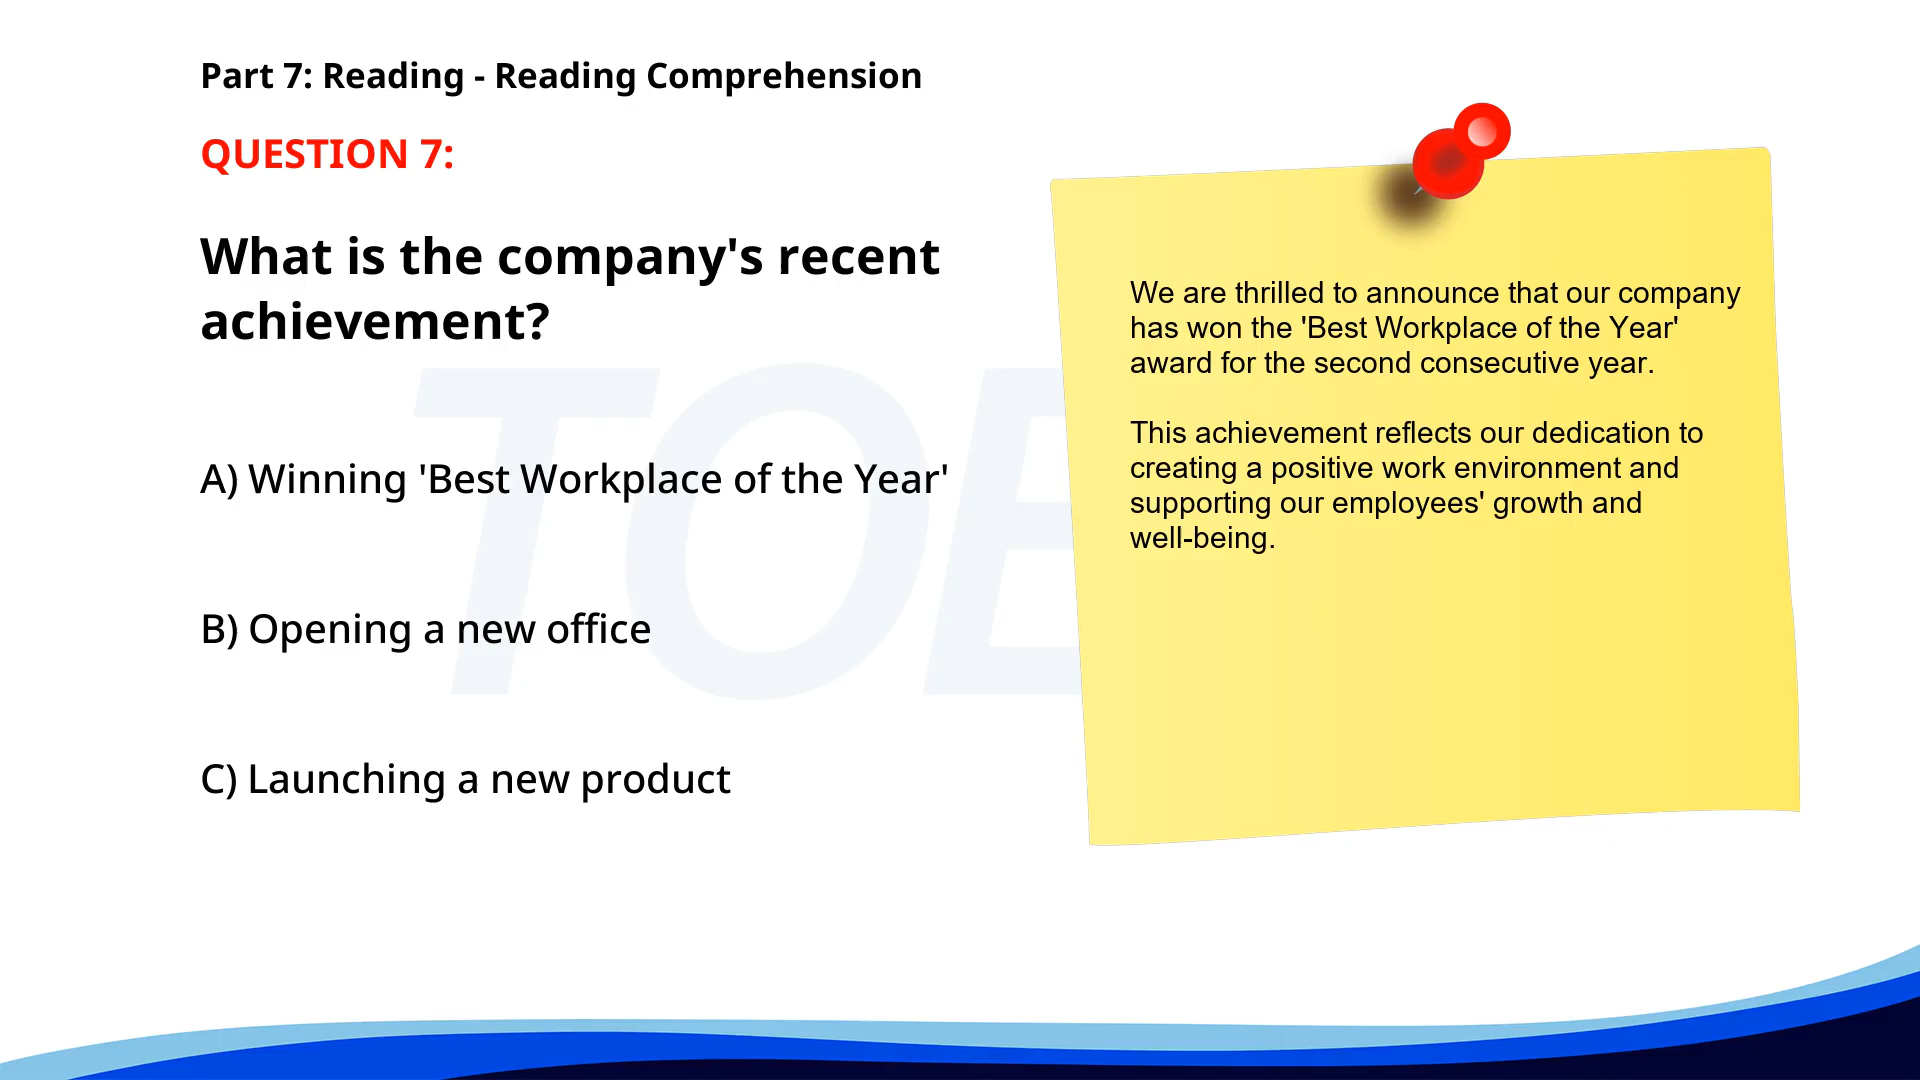 Part 7: Reading - Reading Comprehension
QUESTION 7:
What is the company's recent
achievement?
A) Winning 'Best Workplace of the Year'
B) Opening a new office
C) Launching a new product
We are thrilled to announce that our company
has won the 'Best Workplace of the Year'
award for the second consecutive year.
This achievement reflects our dedication to
creating a positive work environment and
supporting our employees' growth and
well-being.